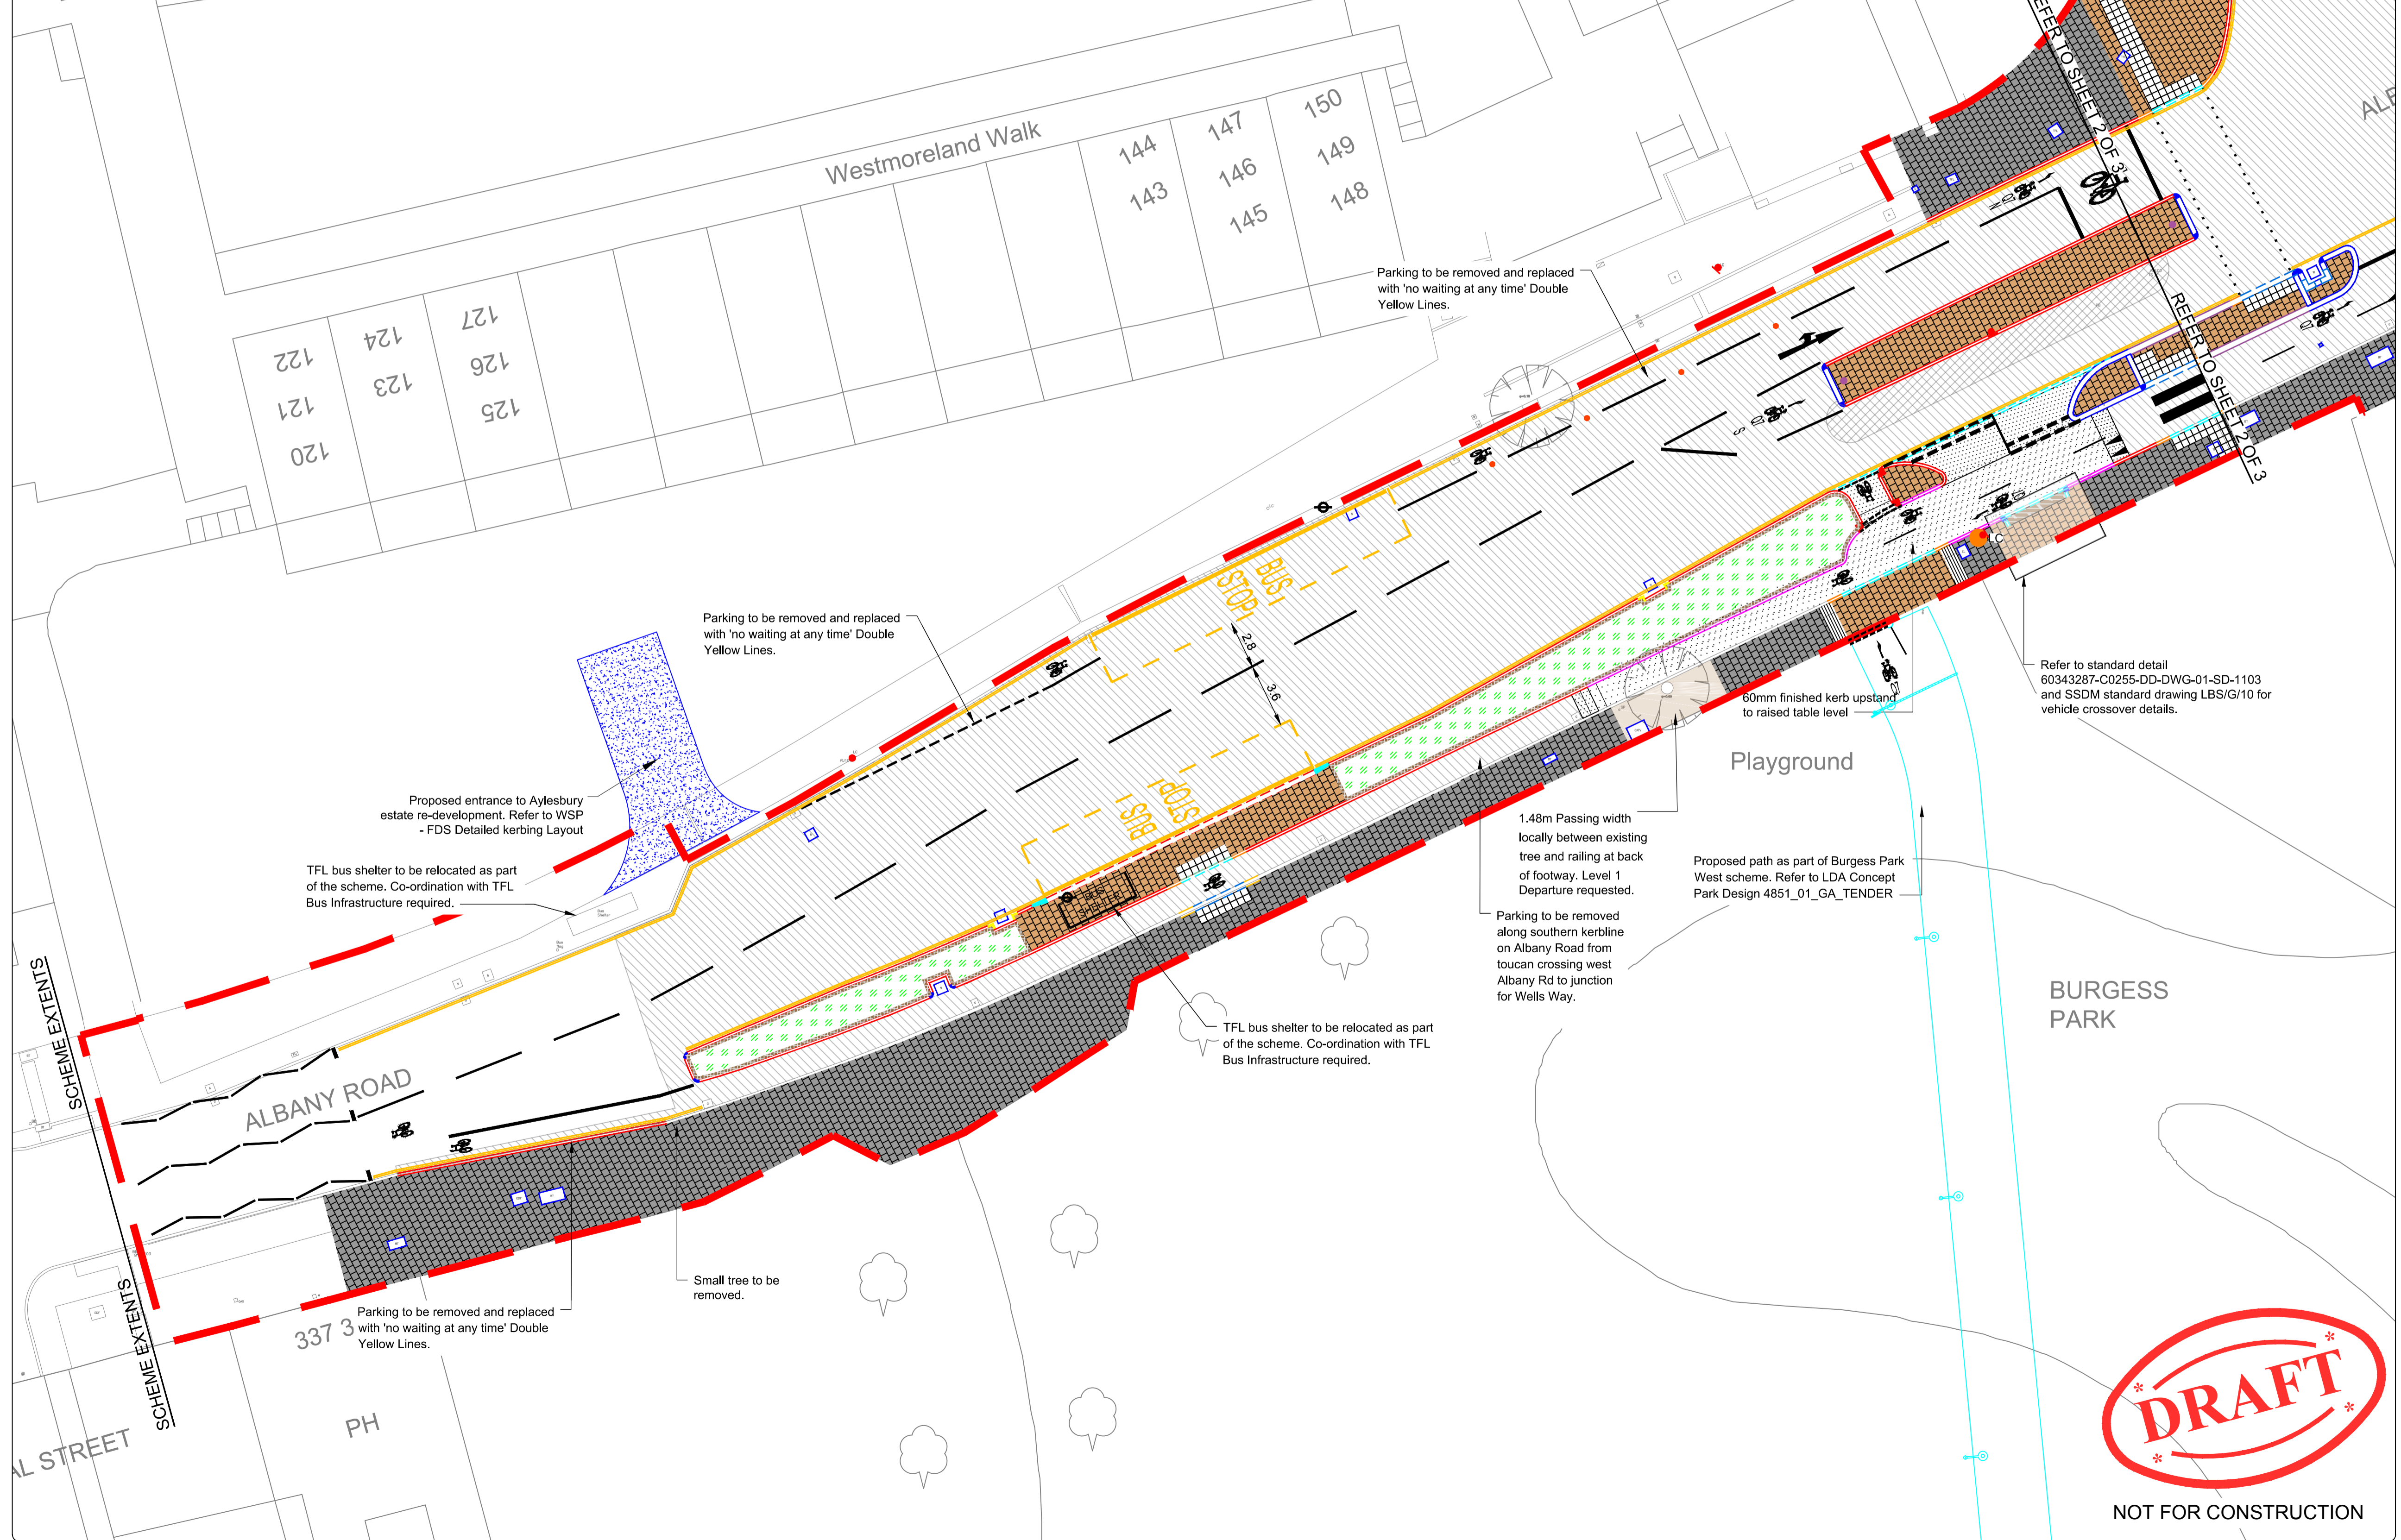 REFER TO SHEET 2 OF 3
Westmoreland Walk
144
143
147
146
145
150
149
148
122
121
120
124
123
127
126
125
Parking to be removed and replaced
with 'no waiting at any time' Double
Yellow Lines.
REFER TO SHEET 2 OF 3
BUS
STOP
2.8
3.6
Parking to be removed and replaced
with 'no waiting at any time' Double
Yellow Lines.
Proposed entrance to Aylesbury
estate re-development. Refer to WSP
- FDS Detailed kerbing Layout
TFL bus shelter to be relocated as part
of the scheme. Co-ordination with TFL
Bus Infrastructure required.
Bus
Shelter
BUS
STOP
BUS
SHELTER
LC
60mm finished kerb upstand
to raised table level
Refer to standard detail
60343287-C0255-DD-DWG-01-SD-1103
and SSDM standard drawing LBS/G/10 for
vehicle crossover details.
Playground
1.48m Passing width
locally between existing
tree and railing at back
of footway. Level 1
Departure requested.
Proposed path as part of Burgess Park
West scheme. Refer to LDA Concept
Park Design 4851_01_GA_TENDER
Parking to be removed
along southern kerbline
on Albany Road from
toucan crossing west
Albany Rd to junction
for Wells Way.
TFL bus shelter to be relocated as part
of the scheme. Co-ordination with TFL
Bus Infrastructure required.
BURGESS
PARK
SCHEME EXTENTS
ALBANY ROAD
SCHEME EXTENTS
Small tree to be
removed.
Parking to be removed and replaced
with 'no waiting at any time' Double
Yellow Lines.
337 3
PH
AL STREET
DRAFT
NOT FOR CONSTRUCTION